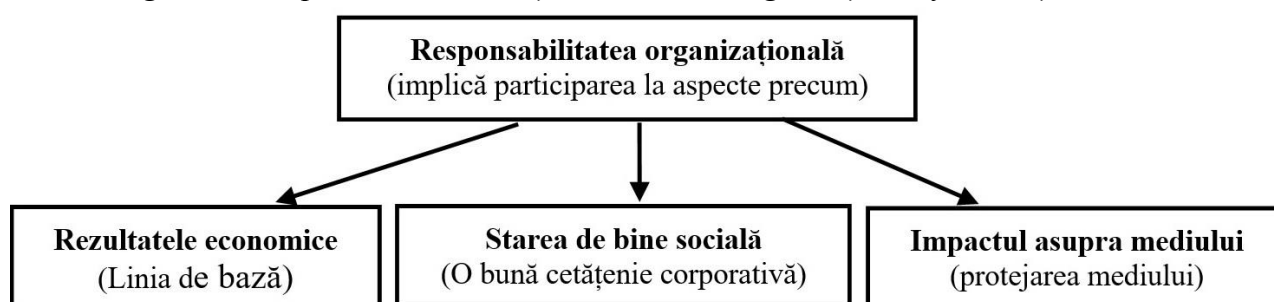 Responsabilitatea organizațională
(implică participarea la aspecte precum)
Rezultatele economice
(Linia de bază)
Starea de bine socială
(O bună cetățenie corporativă)
Impactul asupra mediului
(protejarea mediului)